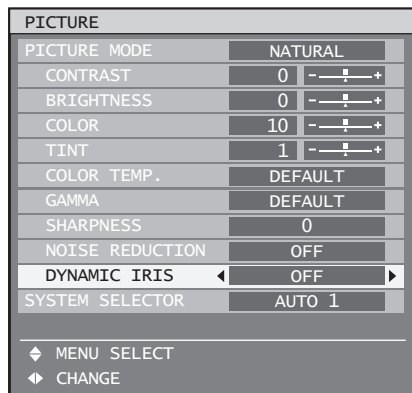 PICTURE
PICTURE MODE NATURAL
CONTRAST 0 - +
BRIGHTNESS 0 - +
COLOR 10 - +
TINT 1 - +
COLOR TEMP. DEFAULT
GAMMA DEFAULT
SHARPNESS 0
NOISE REDUCTION OFF
DYNAMIC IRIS OFF
SYSTEM SELECTOR AUTO 1
MENU SELECT
CHANGE